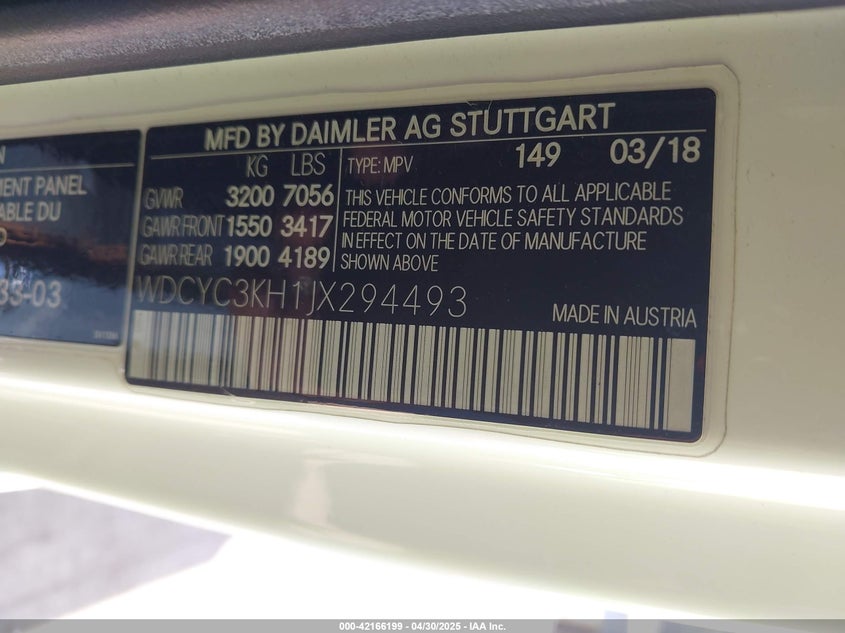 N
MENT PANEL
ABLE DU
MFD BY DAIMLER AG STUTTGART
KG LBS
GVWR 3200 7056
GAWR FRONT 1550 3417
GAWR REAR 1900 4189
TYPE: MPV 149 03/18
THIS VEHICLE CONFORMS TO ALL APPLICABLE
FEDERAL MOTOR VEHICLE SAFETY STANDARDS
IN EFFECT ON THE DATE OF MANUFACTURE
SHOWN ABOVE
WDCYC3KH1JX294493
MADE IN AUSTRIA
000-42166199 - 04/30/2025 - IAA Inc.